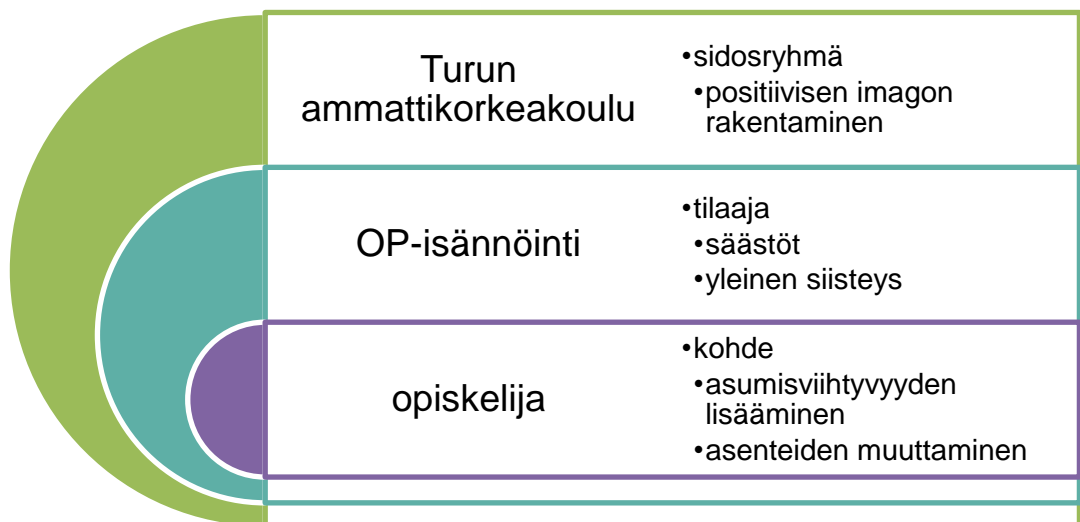 Turun
ammattikorkeakoulu
•sidosryhmä
•positiivisen imagon
rakentaminen
OP-isännöinti
•tilaaja
•säästöt
•yleinen siisteys
opiskelija
•kohde
•asumisviihtyvyyden
lisääminen
•asenteiden muuttaminen